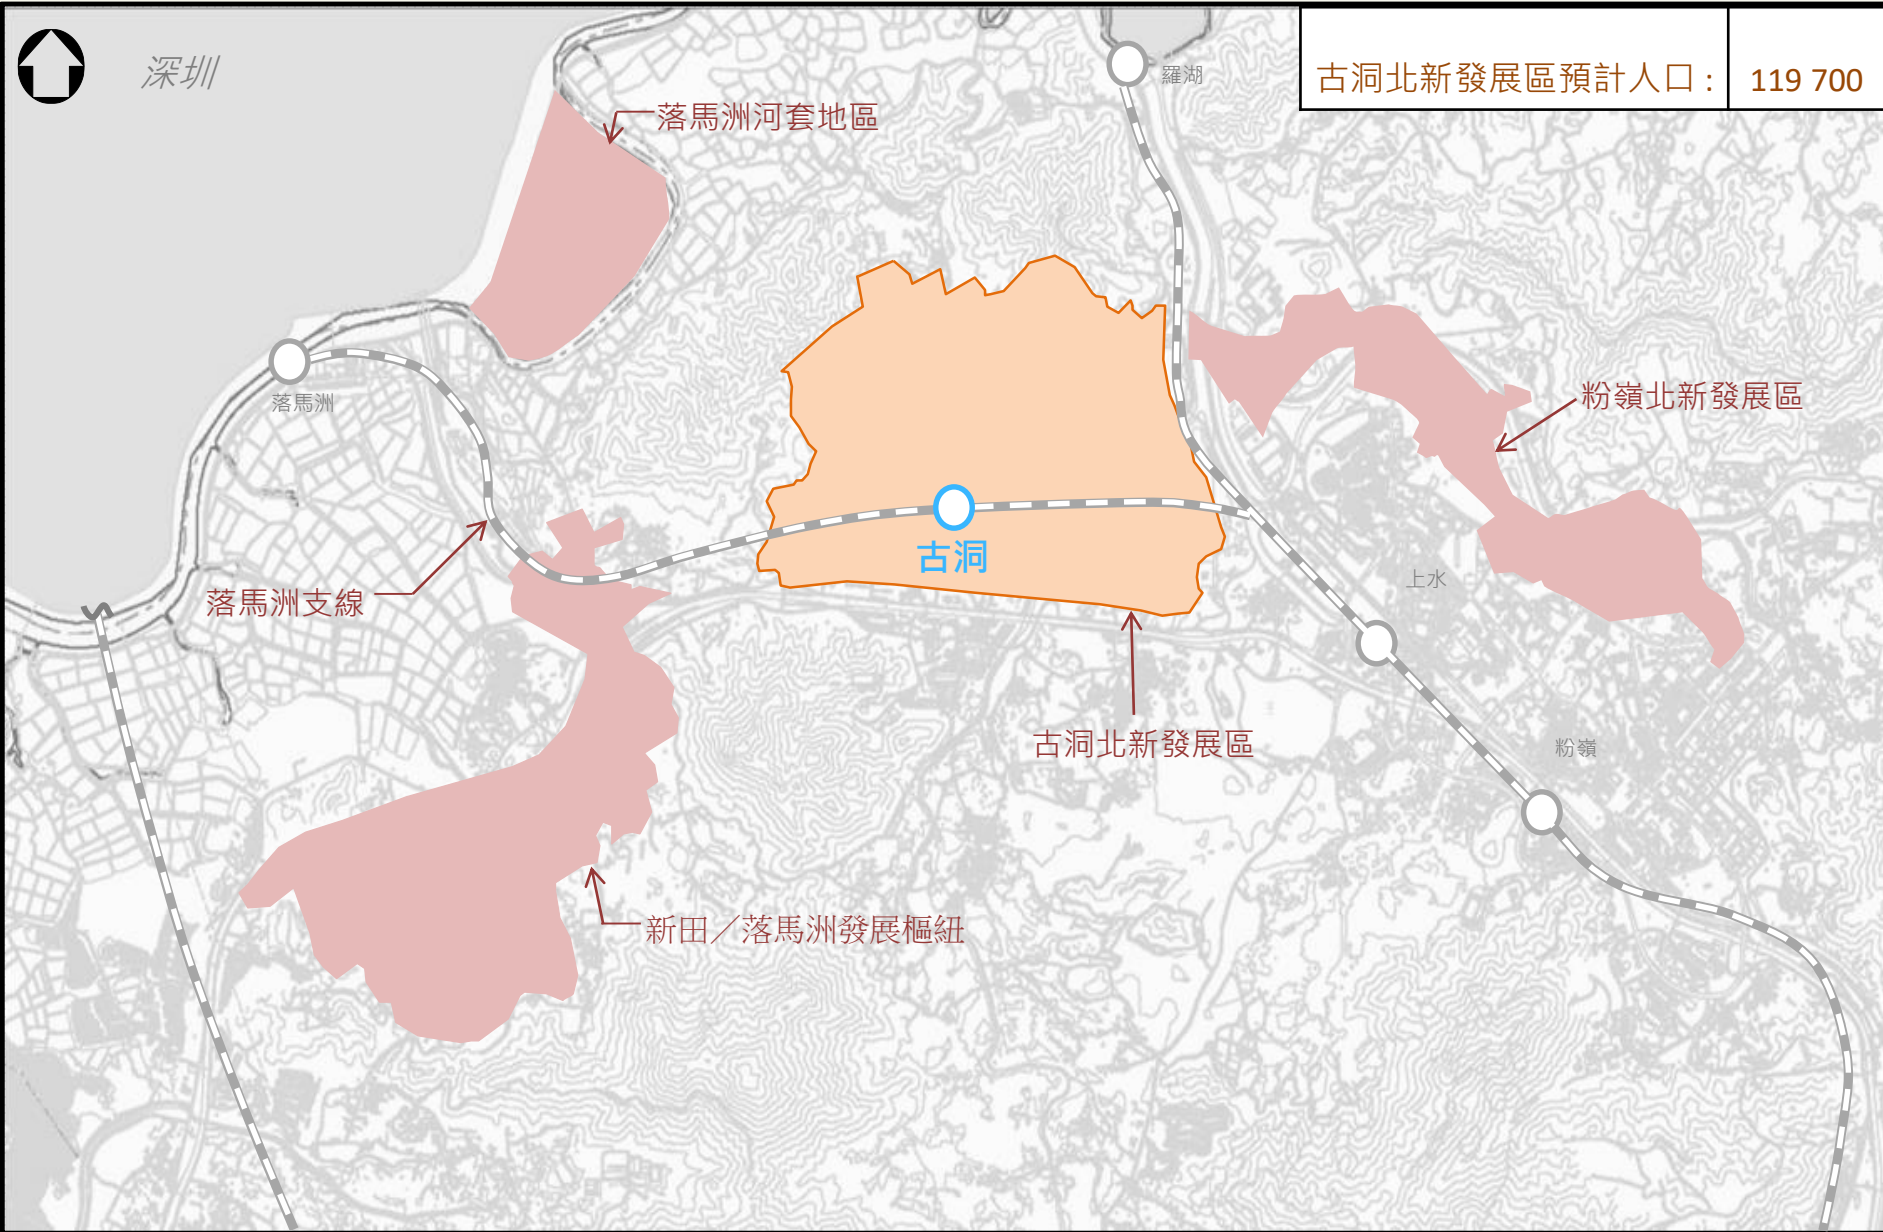 深圳
羅湖
古洞北新發展區預計人口： 119 700
落馬洲河套地區
落馬洲
粉嶺北新發展區
古洞
上水
落馬洲支線
古洞北新發展區
粉嶺
新田／落馬洲發展樞紐